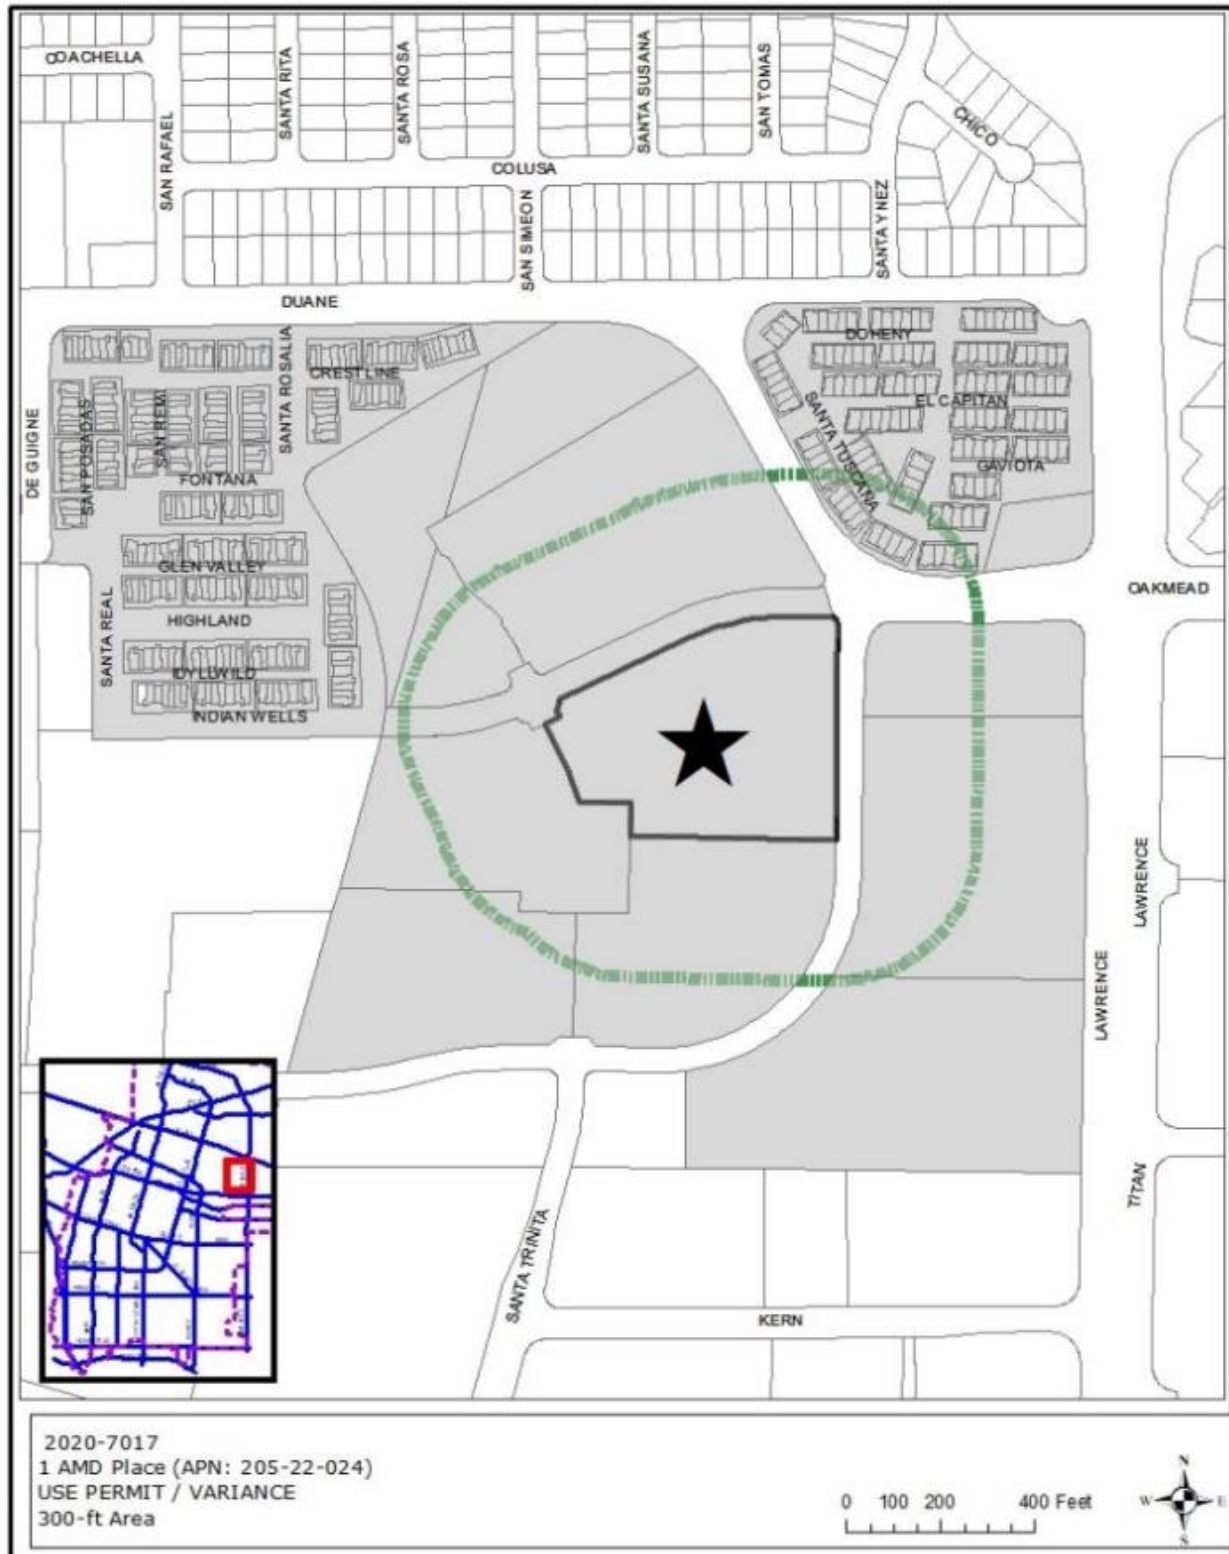 COACHELLA
SAN RAFAEL
SANTA RITA
SANTA ROSA
SANTA SUSANA
SAN TOMAS
CHICO
COLUSA
SAN SIMEON
SANTA YNEZ
DUANE
DE GUIGNE
SAN POSADAS
SAN REMI
SANTA ROSALIA
CRESTLINE
DOHENY
EL CAPITAN
SANTA TUSCANA
GAVIOTA
FONTANA
GLEN VALLEY
SANTA REAL
HIGHLAND
IDYLLWILD
INDIAN WELLS
OAKMEAD
LAWRENCE
LAWRENCE
TITAN
SANTA TRINITA
KERN
2020-7017
1 AMD Place (APN: 205-22-024)
USE PERMIT / VARIANCE
300-ft Area
0 100 200 400 Feet
N
W E
S